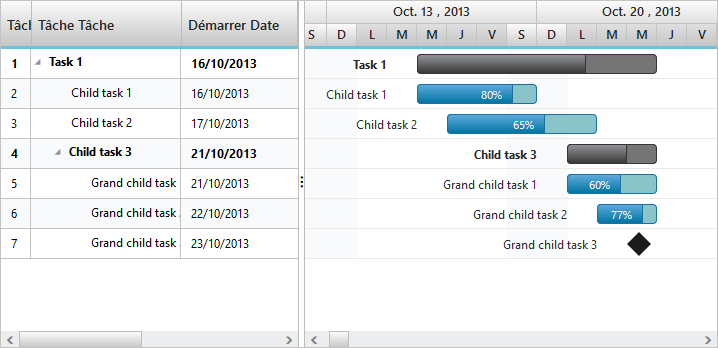 Tâch Tâche Tâche Démarrer Date
Oct. 13 , 2013 Oct. 20 , 2013
S D L M M J V S D L M M J V
1 Task 1 16/10/2013 Task 1
2 Child task 1 16/10/2013 Child task 1 80%
3 Child task 2 17/10/2013 Child task 2 65%
4 Child task 3 21/10/2013 Child task 3
5 Grand child task 21/10/2013 Grand child task 1 60%
6 Grand child task 22/10/2013 Grand child task 2 77%
7 Grand child task 23/10/2013 Grand child task 3